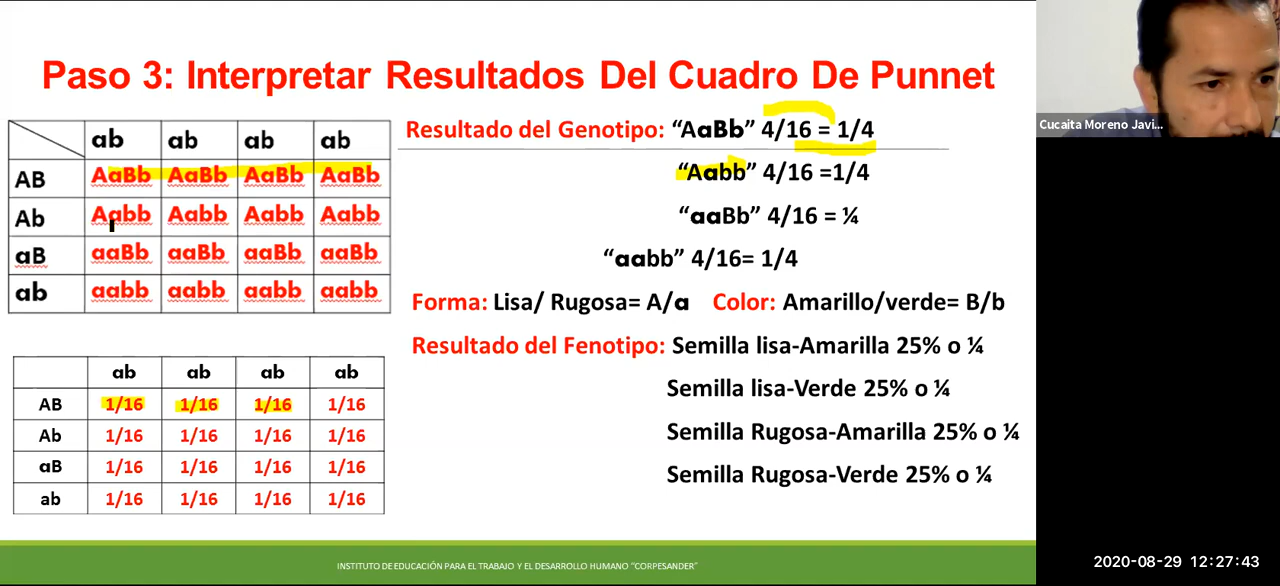 Paso 3: Interpretar Resultados Del Cuadro De Punnet
ab ab ab ab
AB AaBb AaBb AaBb AaBb
Ab Aabb Aabb Aabb Aabb
aB aaBb aaBb aaBb aaBb
ab aabb aabb aabb aabb
Resultado del Genotipo: “AaBb” 4/16 = 1/4
“Aabb” 4/16 =1/4
“aaBb” 4/16 = ¼
“aabb” 4/16= 1/4
Forma: Lisa/ Rugosa= A/a Color: Amarillo/verde= B/b
Resultado del Fenotipo: Semilla lisa-Amarilla 25% o ¼
Semilla lisa-Verde 25% o ¼
Semilla Rugosa-Amarilla 25% o ¼
Semilla Rugosa-Verde 25% o ¼
ab ab ab ab
AB 1/16 1/16 1/16 1/16
Ab 1/16 1/16 1/16 1/16
aB 1/16 1/16 1/16 1/16
ab 1/16 1/16 1/16 1/16
INSTITUTO DE EDUCACIÓN PARA EL TRABAJO Y EL DESARROLLO HUMANO “CORPESANDER”
Cucaita Moreno Javi...
2020-08-29 12:27:43